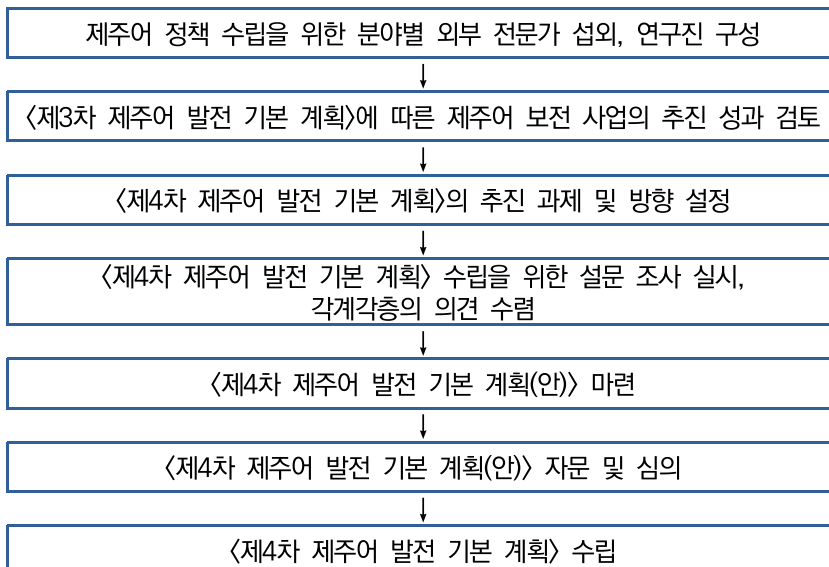 제주어 정책 수립을 위한 분야별 외부 전문가 섭외, 연구진 구성
〈제3차 제주어 발전 기본 계획〉에 따른 제주어 보전 사업의 추진 성과 검토
〈제4차 제주어 발전 기본 계획〉의 추진 과제 및 방향 설정
〈제4차 제주어 발전 기본 계획〉 수립을 위한 설문 조사 실시,
각계각층의 의견 수렴
〈제4차 제주어 발전 기본 계획(안)〉 마련
〈제4차 제주어 발전 기본 계획(안)〉 자문 및 심의
〈제4차 제주어 발전 기본 계획〉 수립